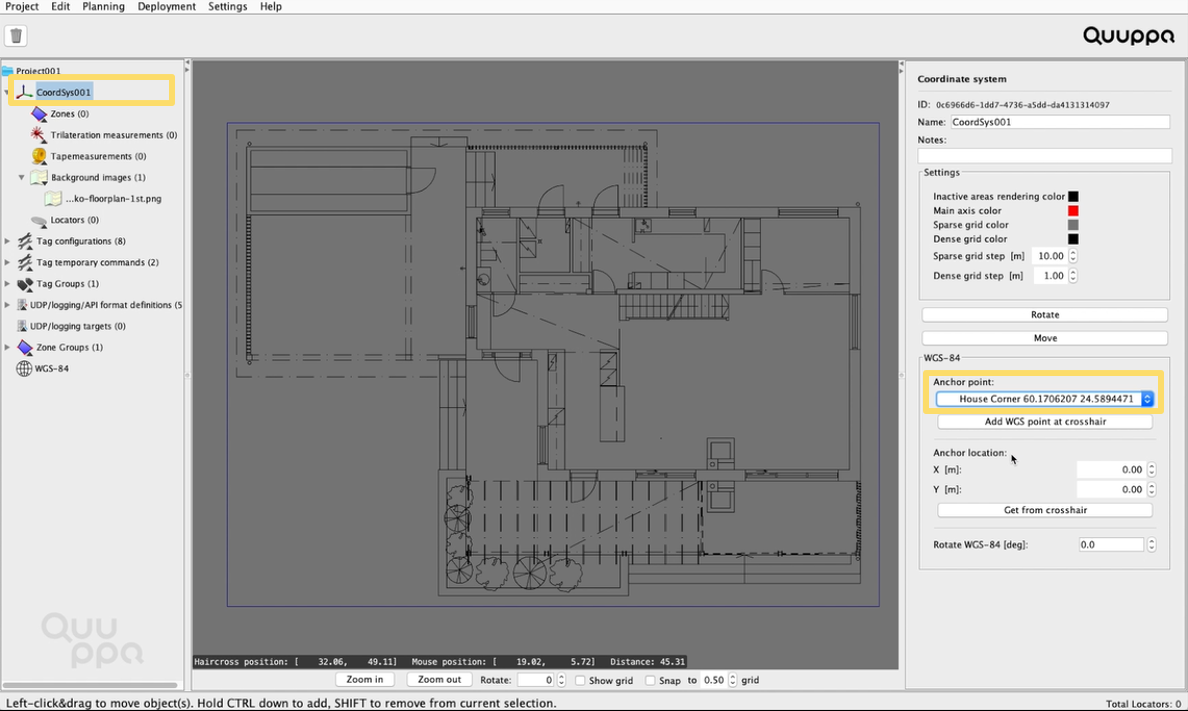 Project Edit Planning Deployment Settings Help
Quuppa
Project001
CoordSys001
Zones (0)
Trilateration measurements (0)
Tapemeasurements (0)
Background images (1)
...ko-floorplan-1st.png
Locators (0)
Tag configurations (8)
Tag temporary commands (2)
Tag Groups (1)
UDP/logging/API format definitions (5
UDP/logging targets (0)
Zone Groups (1)
WGS-84
Quuppa
Haircross position: [ 32.06, 49.11] Mouse position: [ 19.02, 5.72] Distance: 45.31
Zoom in Zoom out Rotate: 0 Show grid Snap to 0.50 grid
Coordinate system
ID: 0c6966d6-1dd7-4736-a5dd-da4131314097
Name: CoordSys001
Notes:
Settings
Inactive areas rendering color
Main axis color
Sparse grid color
Dense grid color
Sparse grid step [m] 10.00
Dense grid step [m] 1.00
Rotate
Move
WGS-84
Anchor point:
House Corner 60.1706207 24.5894471
Add WGS point at crosshair
Anchor location:
X [m]: 0.00
Y [m]: 0.00
Get from crosshair
Rotate WGS-84 [deg]: 0.0
Left-click&drag to move object(s). Hold CTRL down to add, SHIFT to remove from current selection.
Total Locators: 0